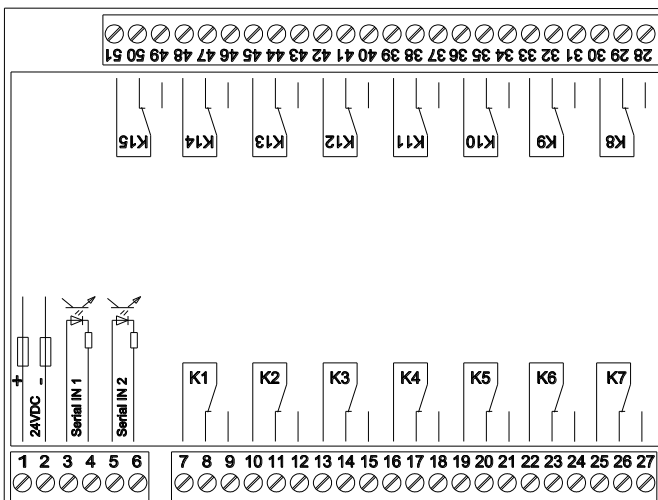 51 50 49 48 47 46 45 44 43 42 41 40 39 38 37 36 35 34 33 32 31 30 29 28
K15 K14 K13 K12 K11 K10 K9 K8
+ -
24VDC
Serial IN 1
Serial IN 2
K1 K2 K3 K4 K5 K6 K7
1 2 3 4 5 6 7 8 9 10 11 12 13 14 15 16 17 18 19 20 21 22 23 24 25 26 27